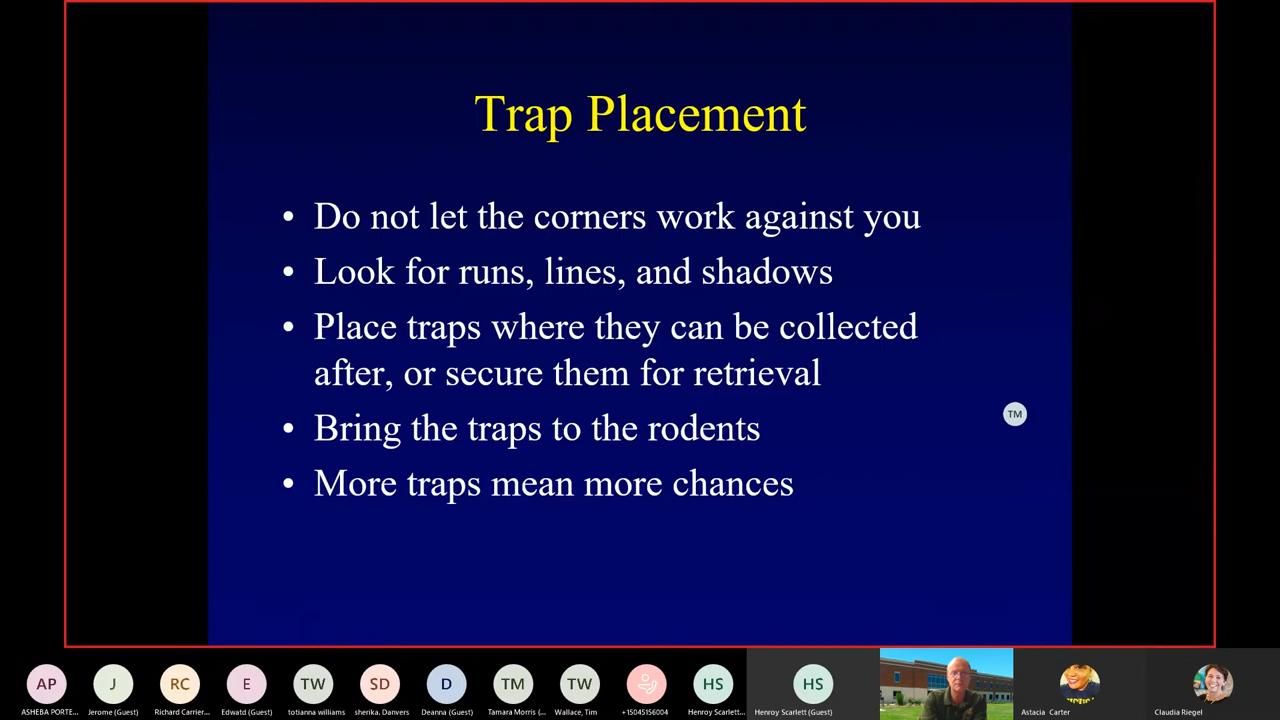 Trap Placement
• Do not let the corners work against you
• Look for runs, lines, and shadows
• Place traps where they can be collected
after, or secure them for retrieval
• Bring the traps to the rodents
• More traps mean more chances
TM
AP J RC E TW SD D TM TW HS HS
ASHEBA PORTE... Jerome (Guest) Richard Carrier... Edwatd (Guest) totianna williams sherika. Danvers Deanna (Guest) Tamara Morris (... Wallace, Tim +15045156004 Henroy Scarlett... Henroy Scarlett (Guest) Astacia Carter Claudia Riegel